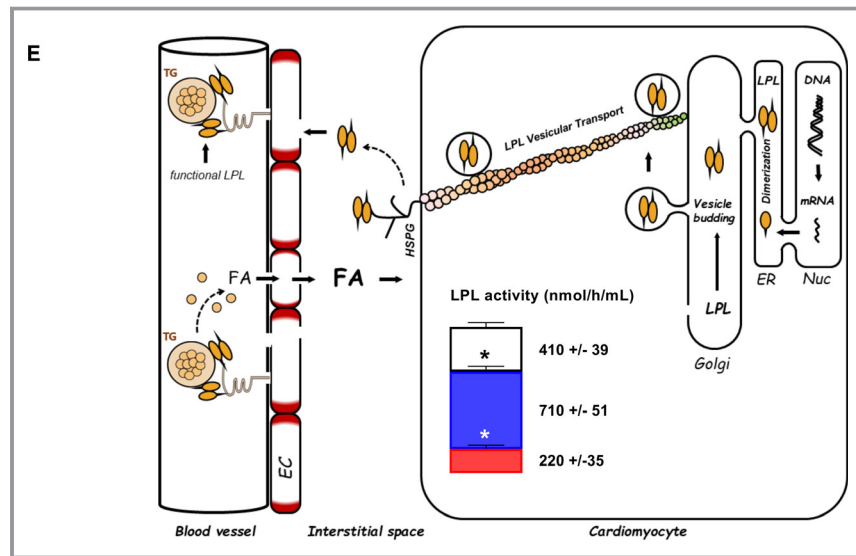 E
TG
functional LPL
FA
FA
TG
EC
HSPG
LPL Vesicular Transport
Vesicle
budding
LPL
Golgi
LPL
Dimerization
ER
DNA
mRNA
Nuc
LPL activity (nmol/h/mL)
*
410 +/- 39
710 +/- 51
*
220 +/-35
Blood vessel
Interstitial space
Cardiomyocyte